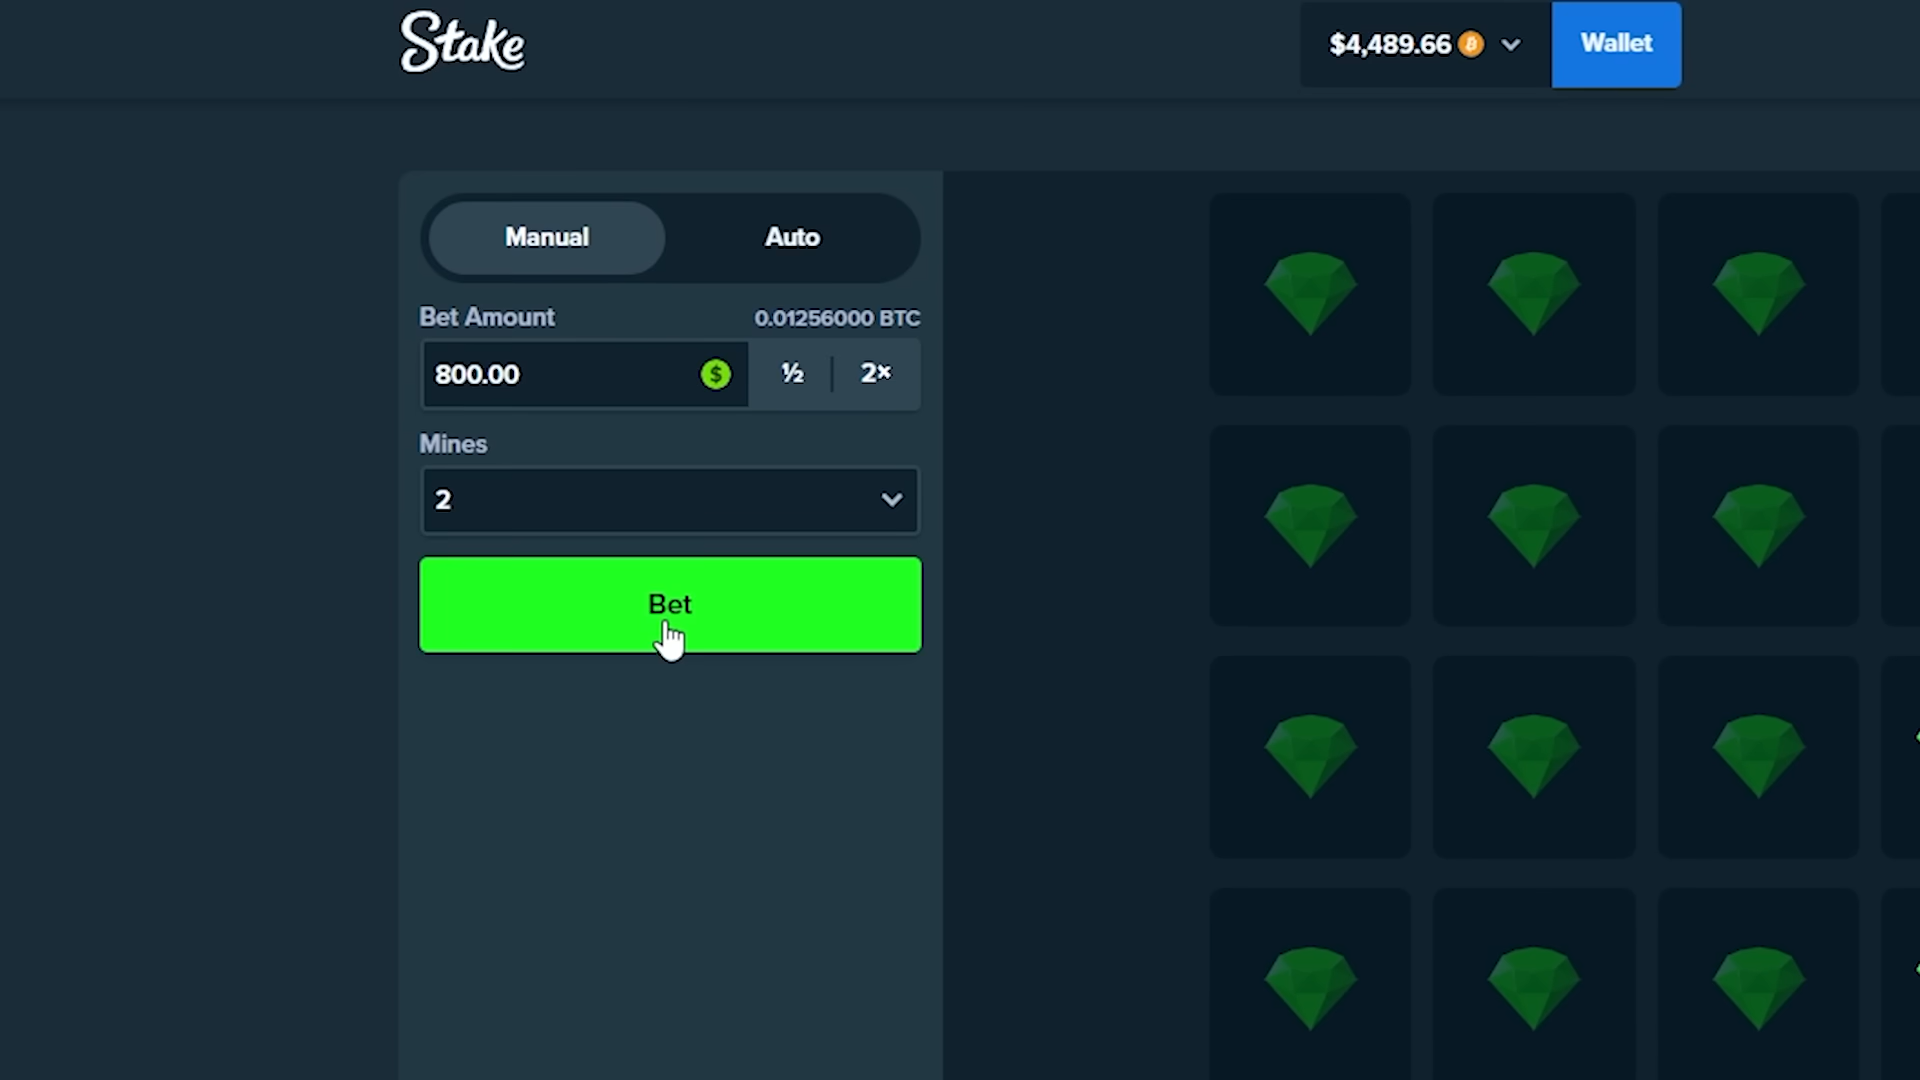 Stake
$4,489.66
Wallet
Manual
Auto
Bet Amount
0.01256000 BTC
800.00
$
½
2×
Mines
2
Bet